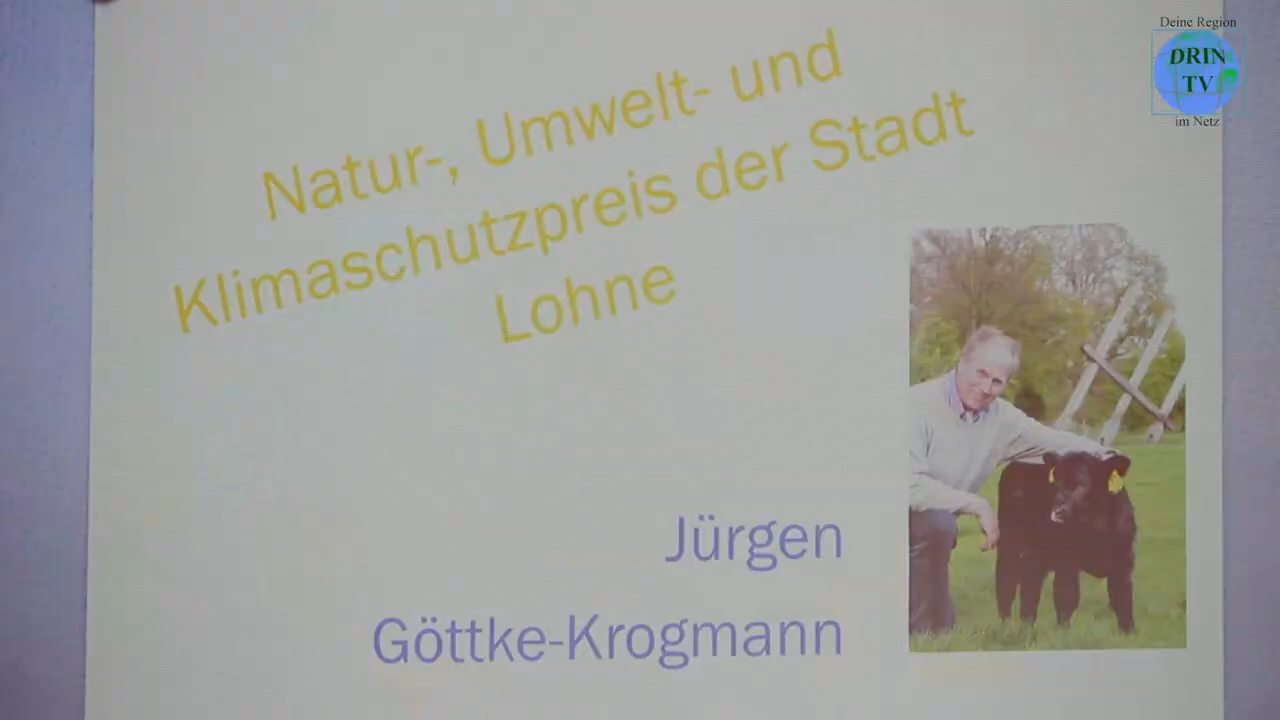 Deine Region
DRIN
TV
im Netz
Natur-, Umwelt- und
Klimaschutzpreis der Stadt
Lohne
Jürgen
Göttke-Krogmann